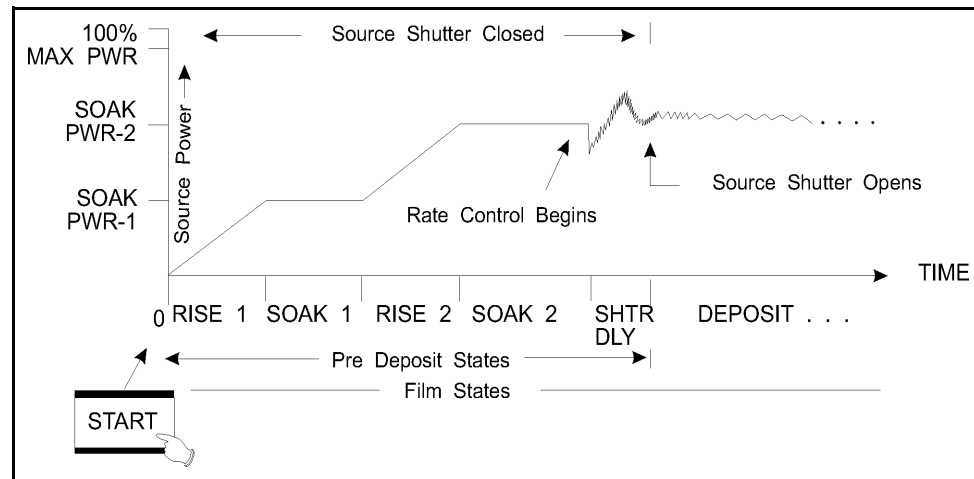 100%
Source Shutter Closed
MAX PWR
SOAK
PWR-2
Source Power
SOAK
PWR-1
Rate Control Begins
Source Shutter Opens
TIME
0
RISE 1
SOAK 1
RISE 2
SOAK 2
SHTR
DLY
DEPOSIT . . .
Pre Deposit States
Film States
START